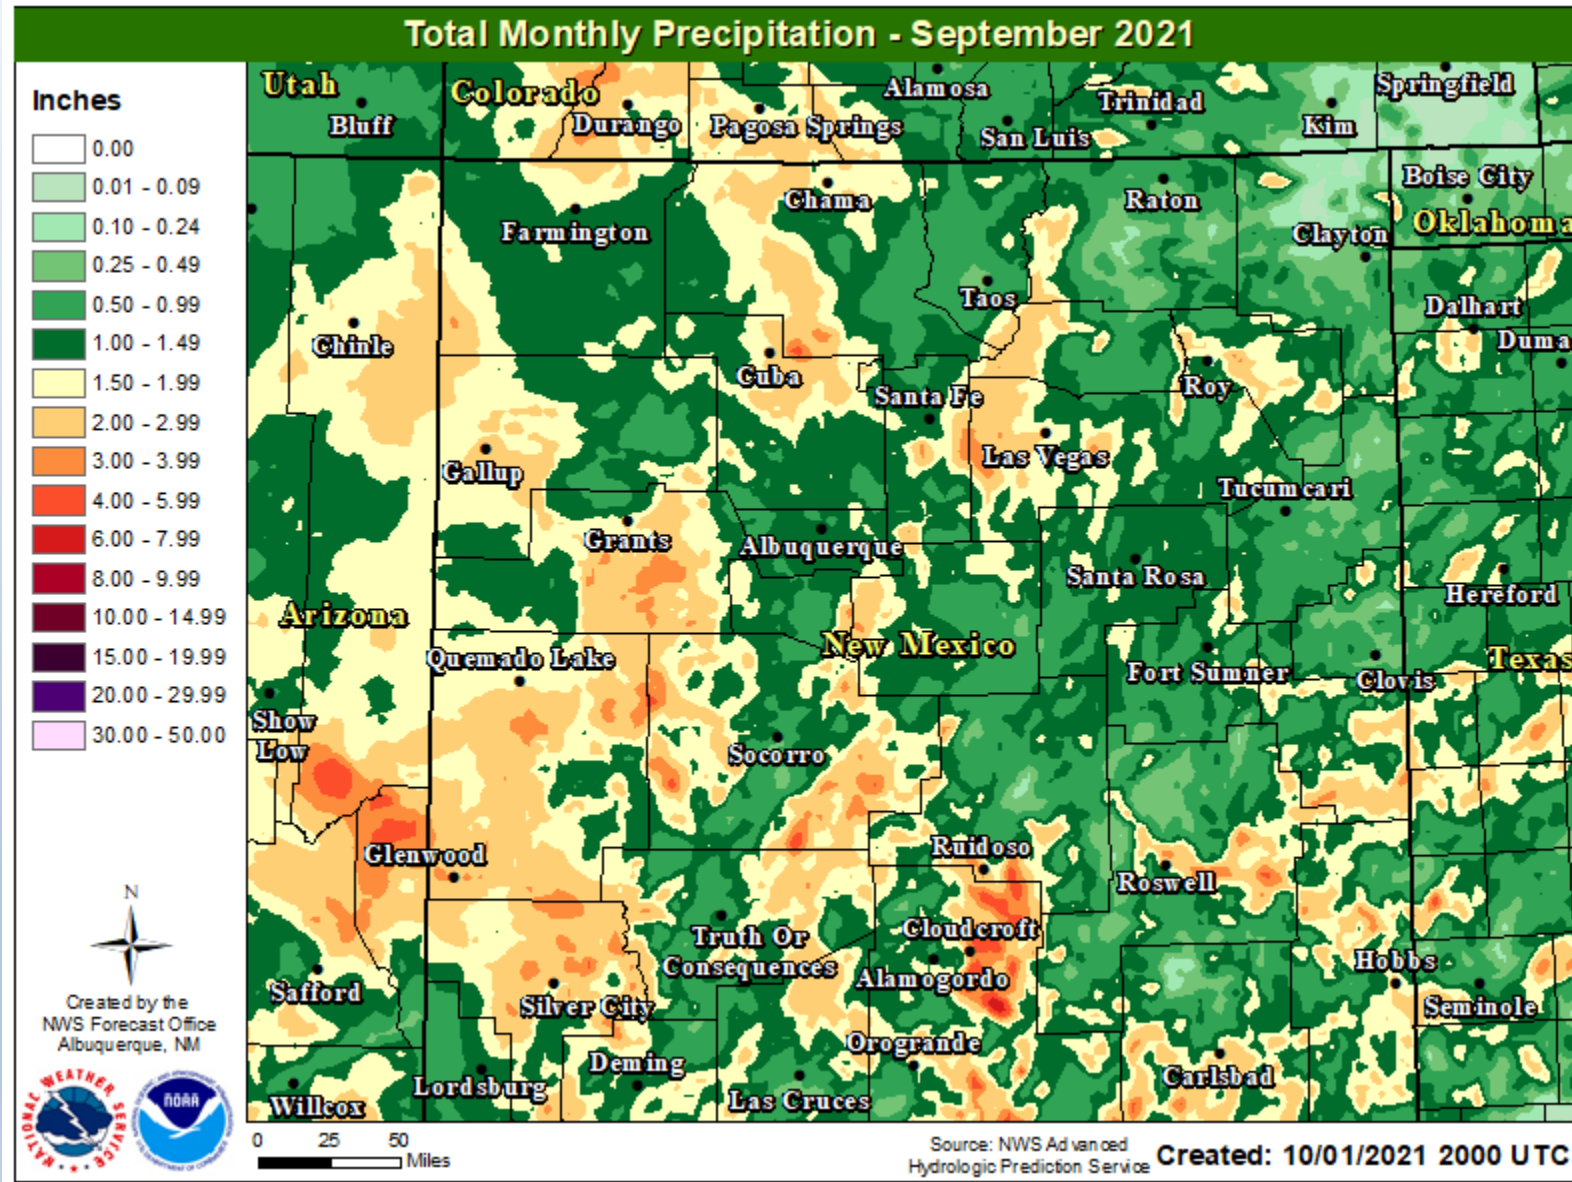 Total Monthly Precipitation - September 2021
Inches
0.00
0.01 - 0.09
0.10 - 0.24
0.25 - 0.49
0.50 - 0.99
1.00 - 1.49
1.50 - 1.99
2.00 - 2.99
3.00 - 3.99
4.00 - 5.99
6.00 - 7.99
8.00 - 9.99
10.00 - 14.99
15.00 - 19.99
20.00 - 29.99
30.00 - 50.00
N
Created by the
NWS Forecast Office
Albuquerque, NM
NATIONAL WEATHER SERVICE
NOAA
Utah
Colorado
Alamosa
Springfield
Bluff
Durango
Pagosa Springs
San Luis
Trinidad
Kim
Chama
Raton
Boise City
Farmington
Clayton
Oklahoma
Taos
Dalhart
Chinle
Duma
Cuba
Santa Fe
Roy
Gallup
Las Vegas
Tucumcari
Grants
Albuquerque
Santa Rosa
Hereford
Arizona
New Mexico
Quemado Lake
Fort Sumner
Clovis
Texas
Show
Low
Socorro
Glenwood
Ruidoso
Roswell
Truth Or
Consequences
Cloudcroft
Alamogordo
Hobbs
Safford
Silver City
Seminole
Orogrande
Deming
Lordsburg
Carlsbad
Willcox
Las Cruces
0 25 50
Miles
Source: NWS Advanced
Hydrologic Prediction Service
Created: 10/01/2021 2000 UTC